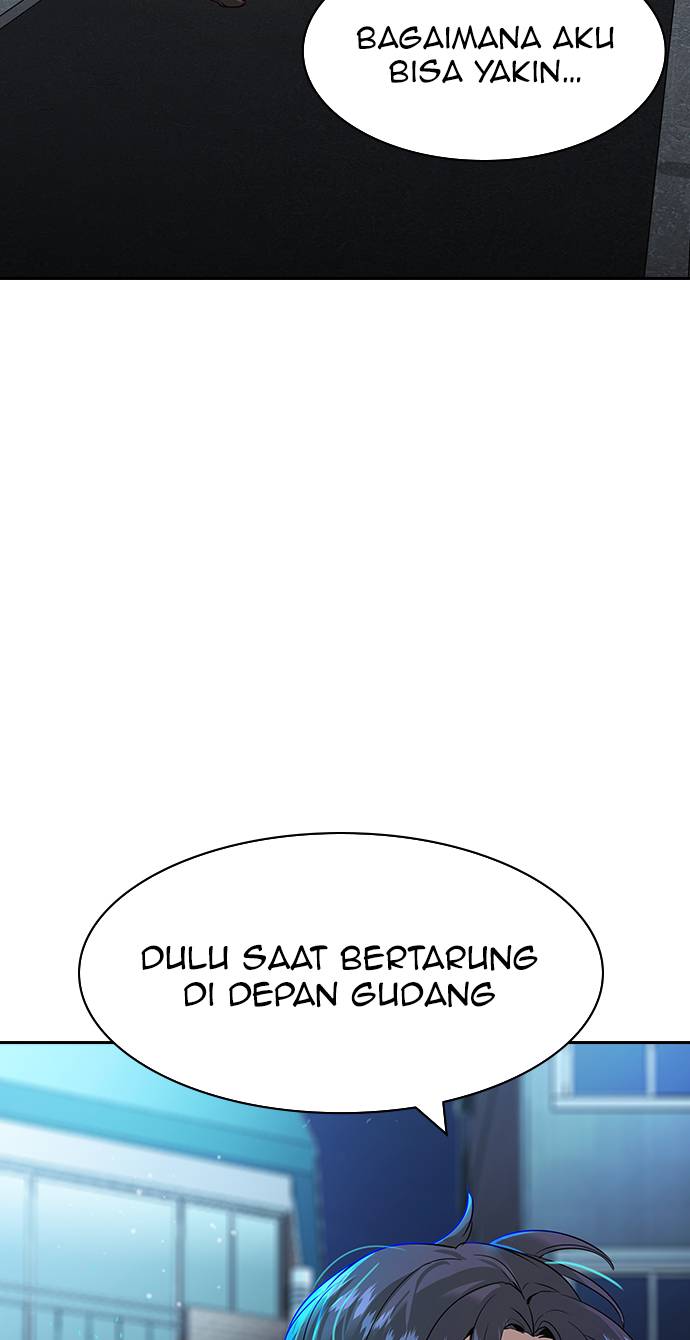 BAGAIMANA AKU
BISA YAKIN...
DULU SAAT BERTARUNG
DI DEPAN GUDANG